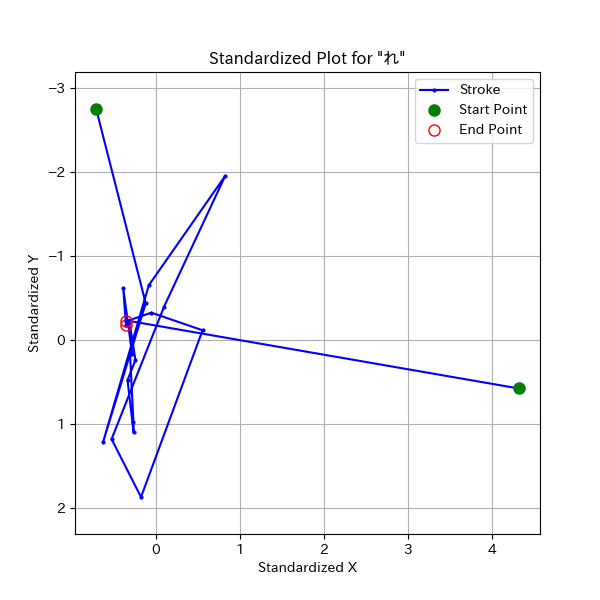 Standardized Plot for "れ"
Stroke
Start Point
End Point
−3
−2
−1
0
1
2
Standardized Y
0 1 2 3 4
Standardized X